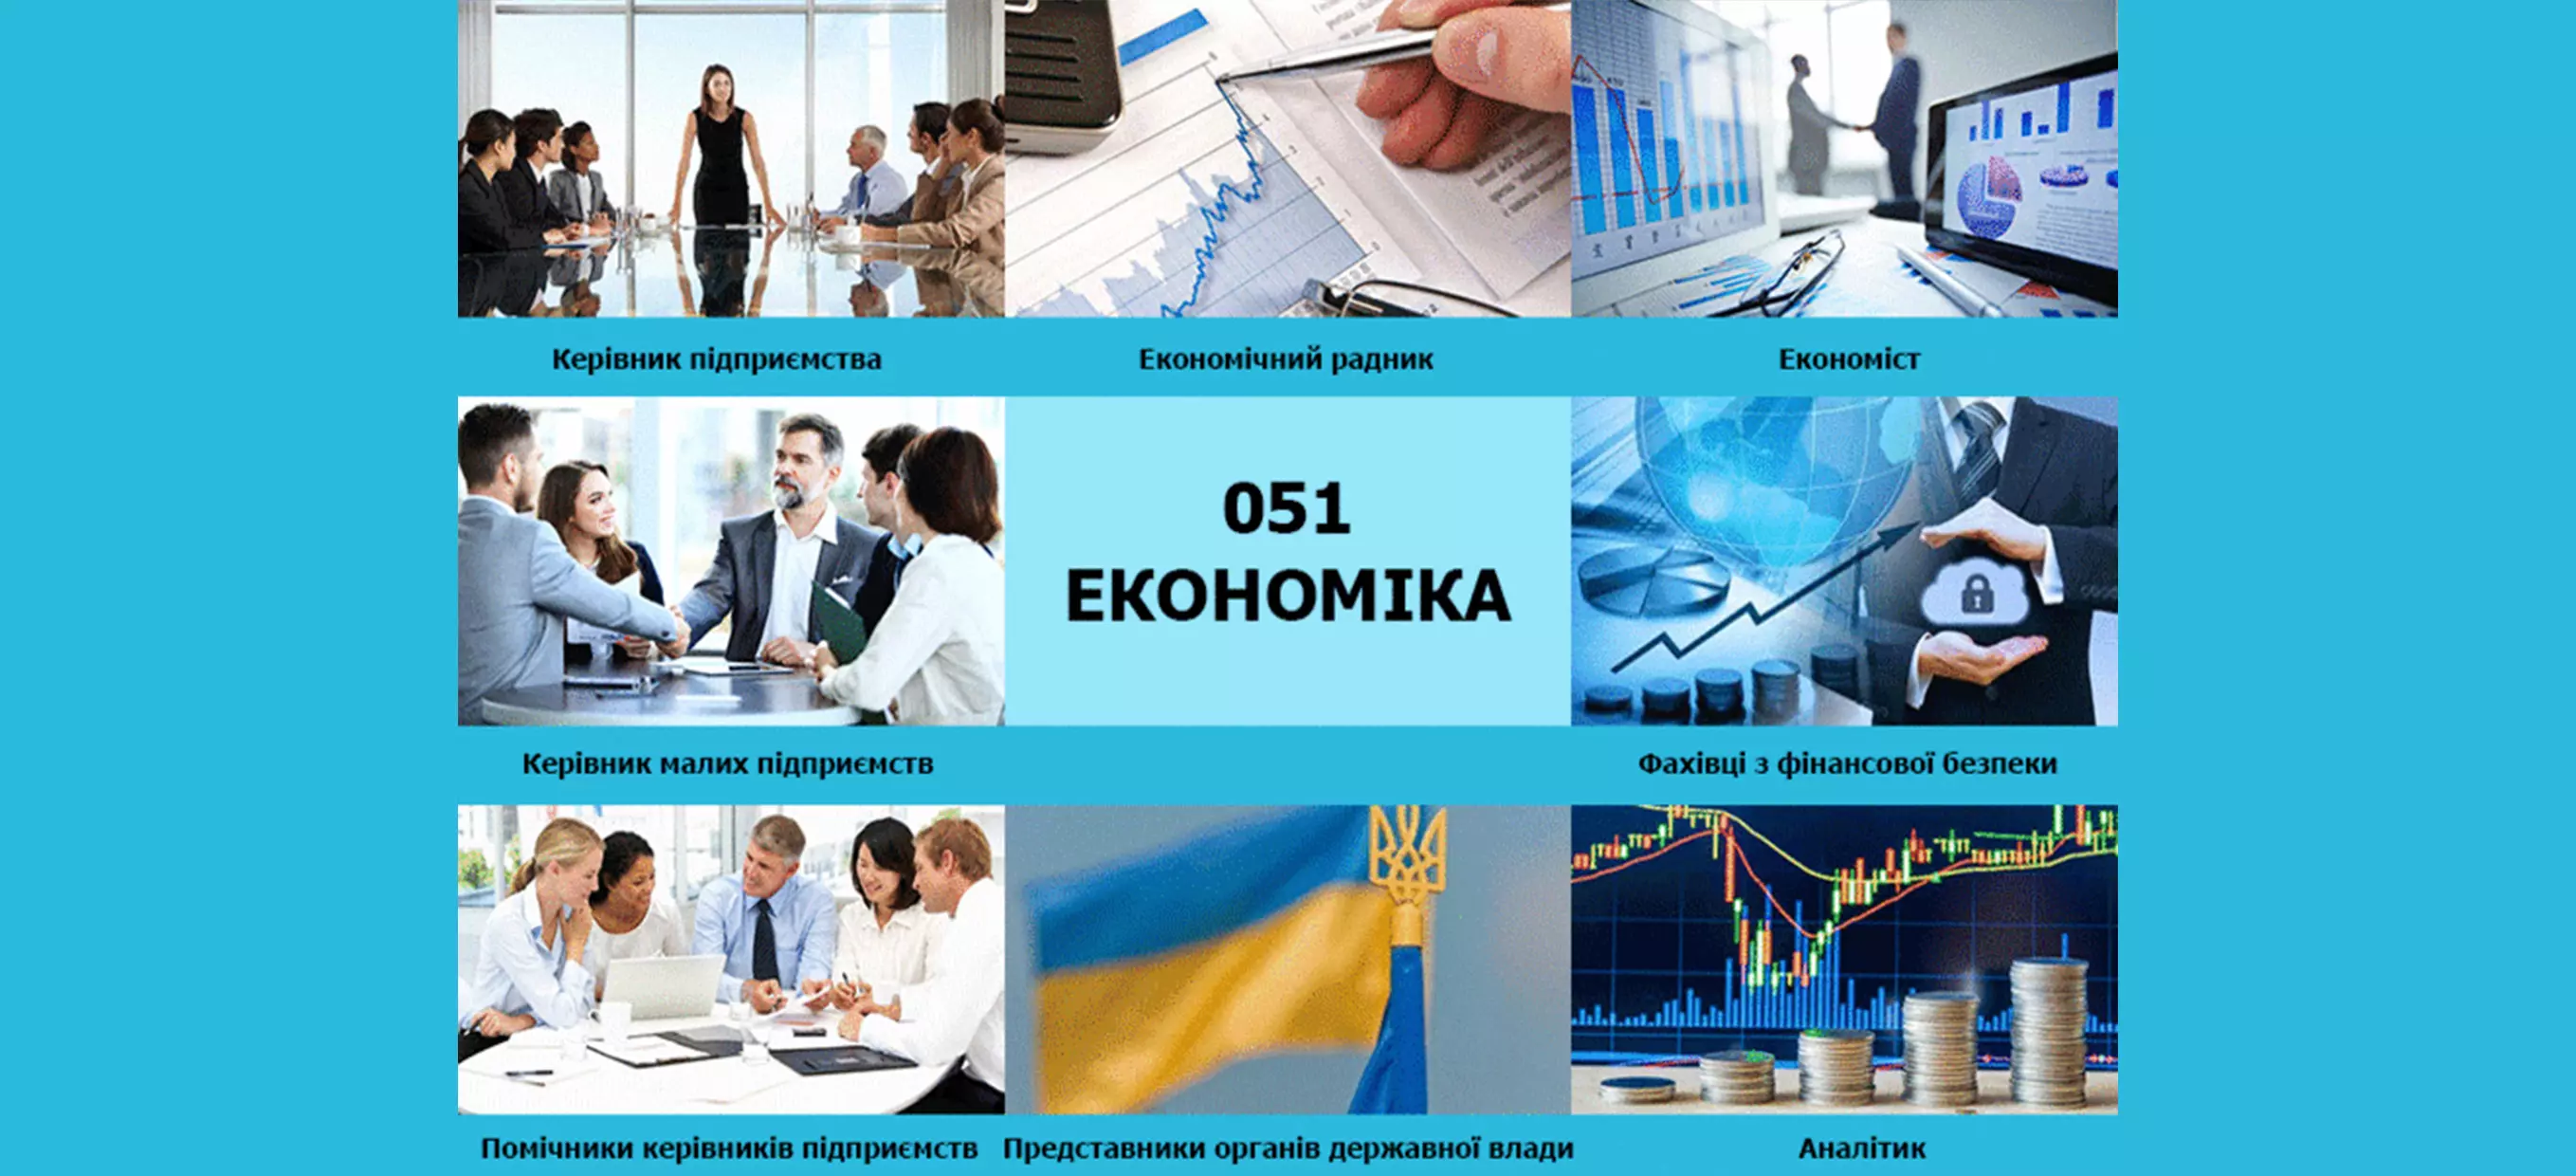 Керівник підприємства
Економічний радник
Економіст
051
ЕКОНОМІКА
Керівник малих підприємств
Фахівці з фінансової безпеки
Помічники керівників підприємств
Представники органів державної влади
Аналітик